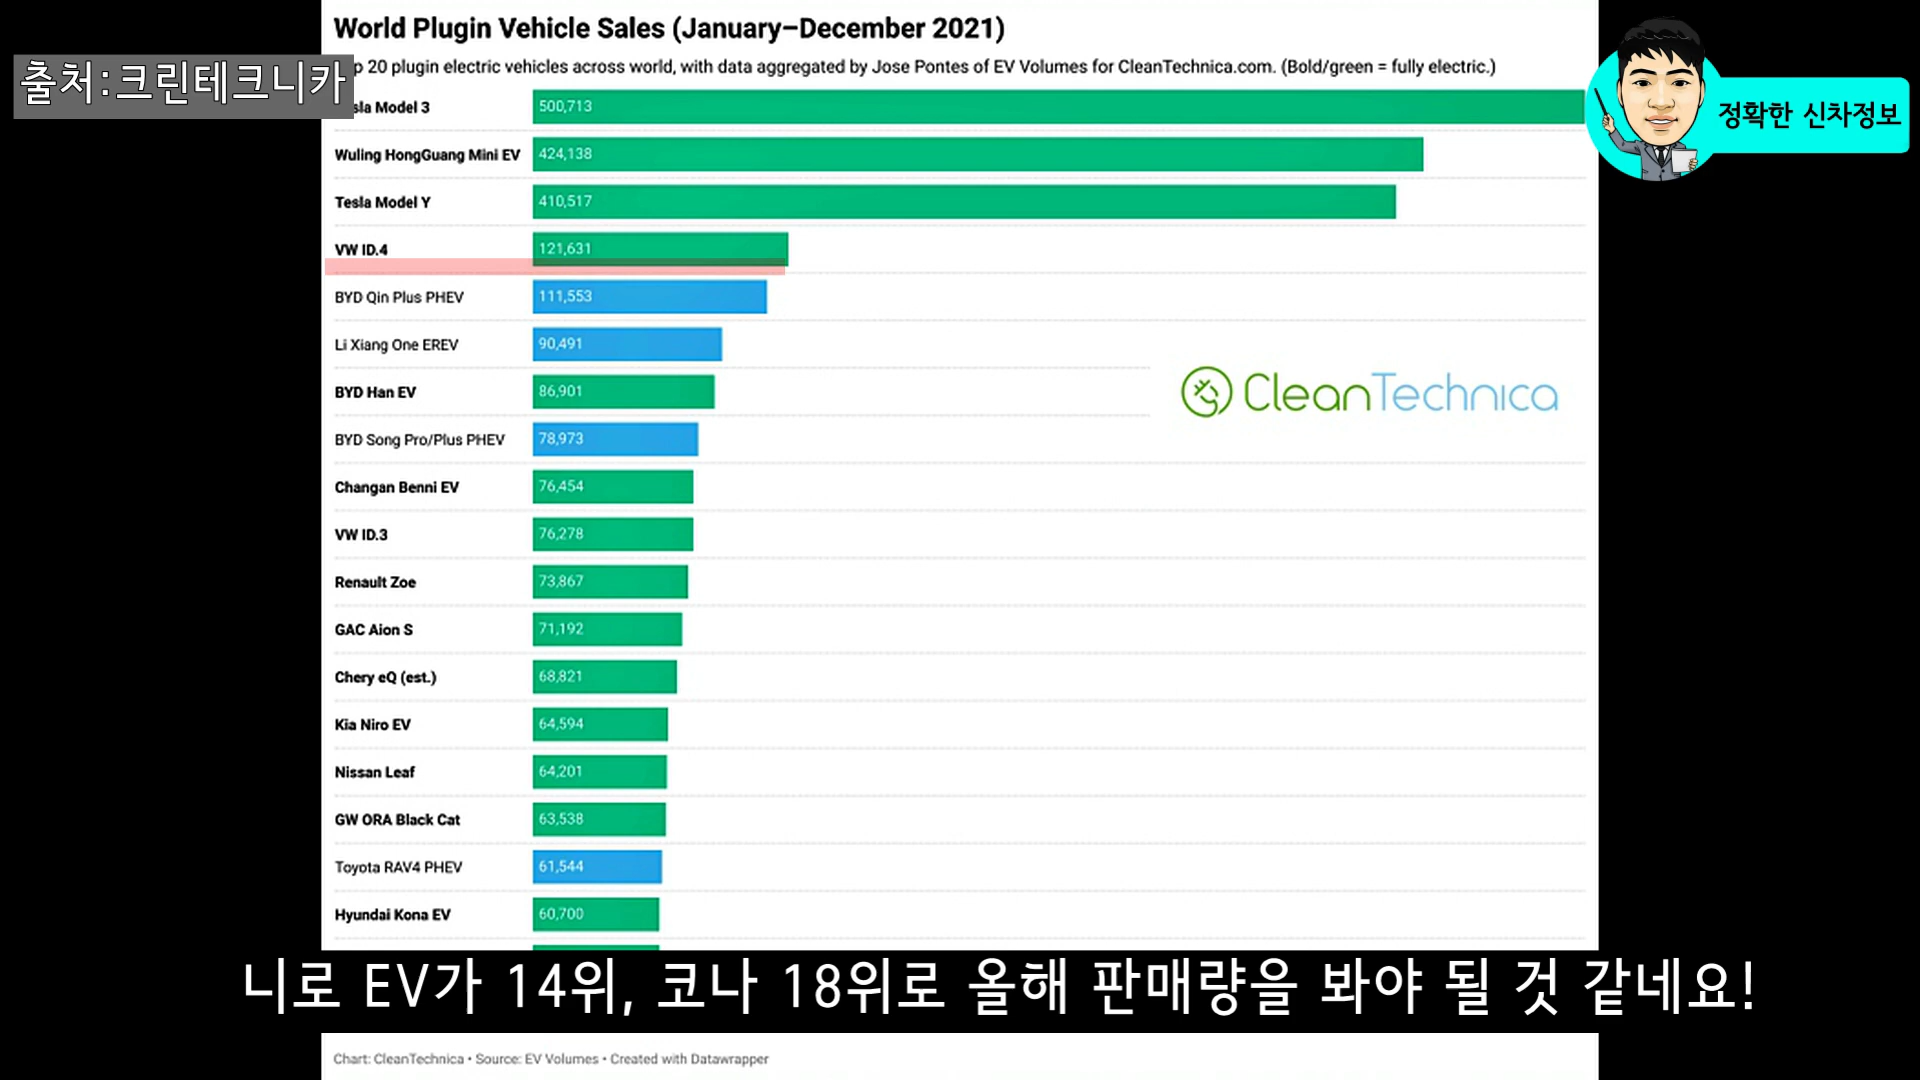 World Plugin Vehicle Sales (January–December 2021)
출처:크린테크니카
p 20 plugin electric vehicles across world, with data aggregated by Jose Pontes of EV Volumes for CleanTechnica.com. (Bold/green = fully electric.)
정확한 신차정보
sla Model 3 500,713
Wuling HongGuang Mini EV 424,138
Tesla Model Y 410,517
VW ID.4 121,631
BYD Qin Plus PHEV 111,553
Li Xiang One EREV 90,491
BYD Han EV 86,901
CleanTechnica
BYD Song Pro/Plus PHEV 78,973
Changan Benni EV 76,454
VW ID.3 76,278
Renault Zoe 73,867
GAC Aion S 71,192
Chery eQ (est.) 68,821
Kia Niro EV 64,594
Nissan Leaf 64,201
GW ORA Black Cat 63,538
Toyota RAV4 PHEV 61,544
Hyundai Kona EV 60,700
니로 EV가 14위, 코나 18위로 올해 판매량을 봐야 될 것 같네요!
Chart: CleanTechnica • Source: EV Volumes • Created with Datawrapper